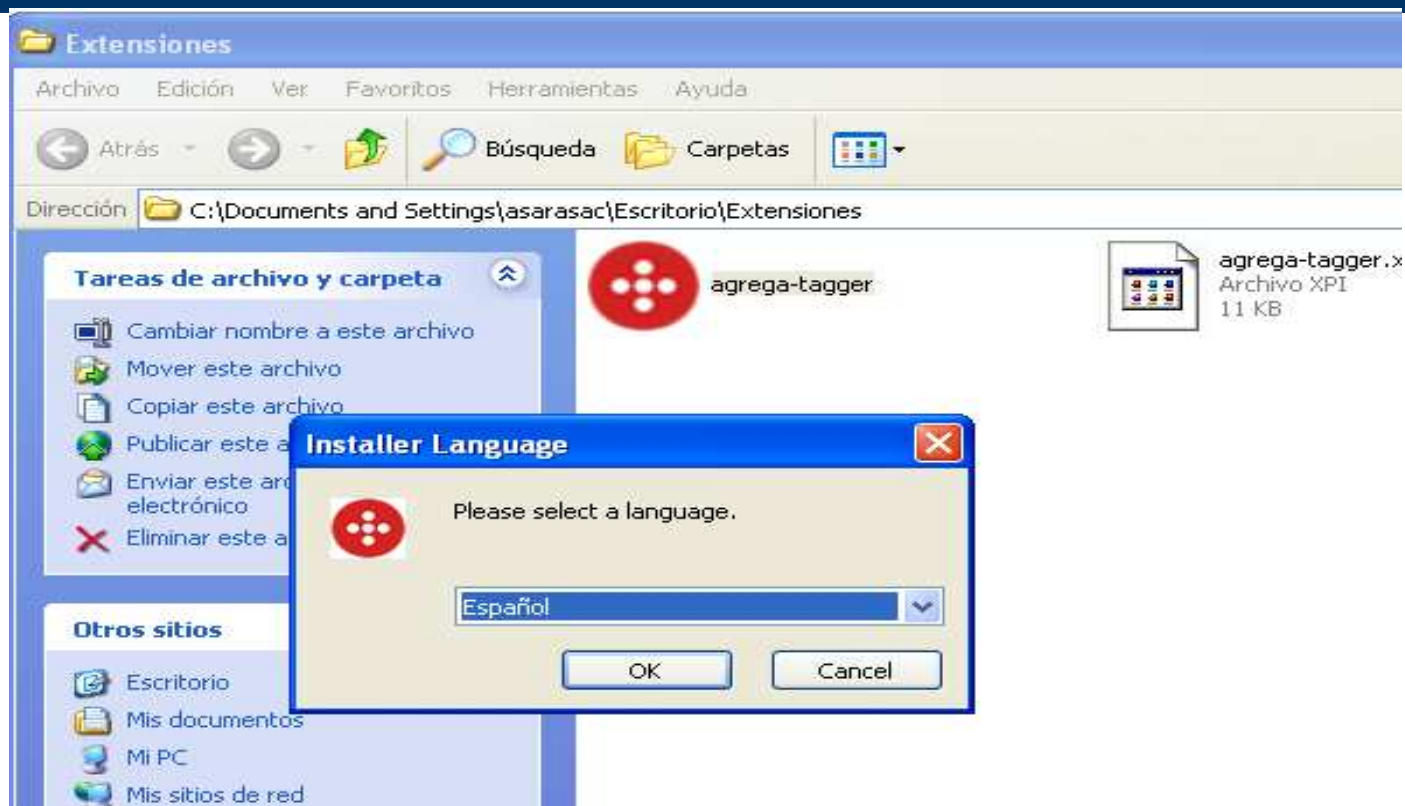 Extensiones
Archivo Edición Ver Favoritos Herramientas Ayuda
Atrás Búsqueda Carpetas
Dirección C:\Documents and Settings\asarasac\Escritorio\Extensiones
Tareas de archivo y carpeta
Cambiar nombre a este archivo
Mover este archivo
Copiar este archivo
Publicar este a
Enviar este arc
electrónico
Eliminar este a
Otros sitios
Escritorio
Mis documentos
Mi PC
Mis sitios de red
agrega-tagger
agrega-tagger.x
Archivo XPI
11 KB
Installer Language
Please select a language.
Español
OK Cancel